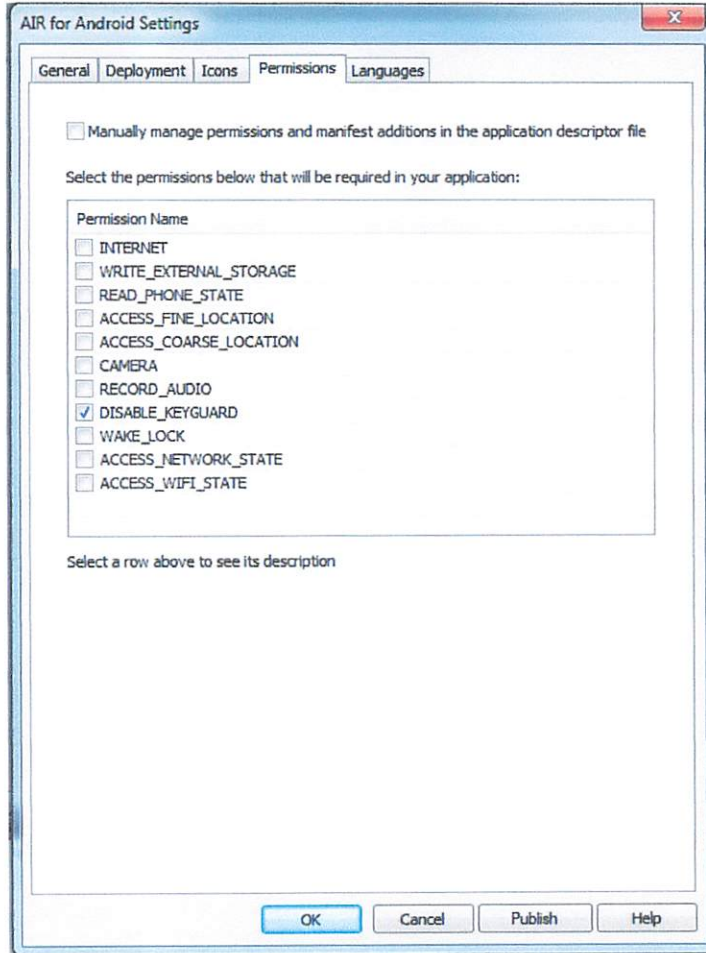 AIR for Android Settings
x
General Deployment Icons Permissions Languages
Manually manage permissions and manifest additions in the application descriptor file
Select the permissions below that will be required in your application:
Permission Name
INTERNET
WRITE_EXTERNAL_STORAGE
READ_PHONE_STATE
ACCESS_FINE_LOCATION
ACCESS_COARSE_LOCATION
CAMERA
RECORD_AUDIO
DISABLE_KEYGUARD
WAKE_LOCK
ACCESS_NETWORK_STATE
ACCESS_WIFI_STATE
Select a row above to see its description
OK Cancel Publish Help